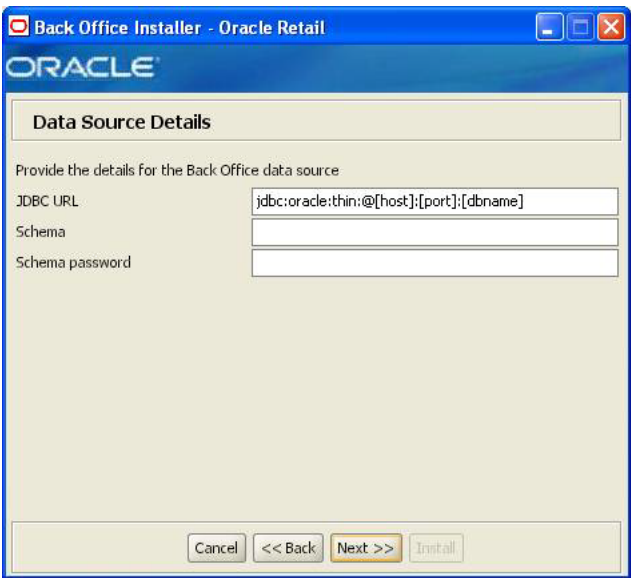 Back Office Installer - Oracle Retail
ORACLE
Data Source Details
Provide the details for the Back Office data source
JDBC URL jdbc:oracle:thin:@[host]:[port]:[dbname]
Schema
Schema password
Cancel << Back Next >> Install